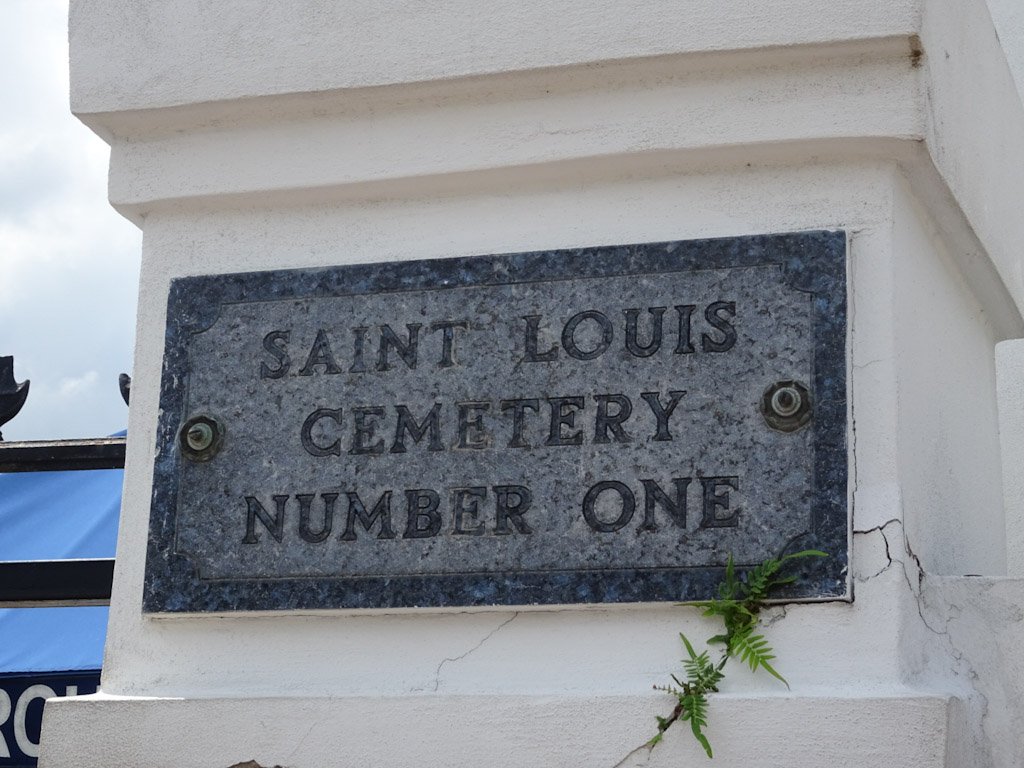 SAINT LOUIS
CEMETERY
NUMBER ONE